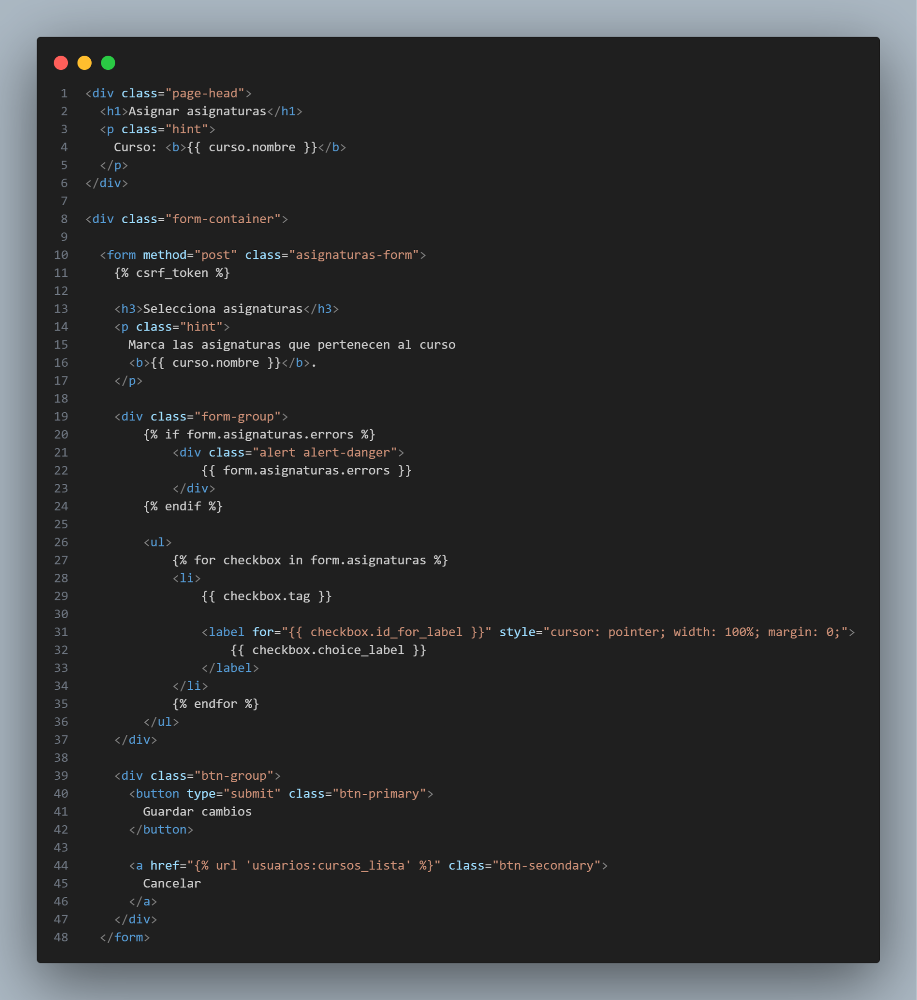 1 <div class="page-head">
2   <h1>Asignar asignaturas</h1>
3   <p class="hint">
4     Curso: <b>{{ curso.nombre }}</b>
5   </p>
6 </div>
7
8 <div class="form-container">
9
10   <form method="post" class="asignaturas-form">
11     {% csrf_token %}
12
13     <h3>Selecciona asignaturas</h3>
14     <p class="hint">
15       Marca las asignaturas que pertenecen al curso
16       <b>{{ curso.nombre }}</b>.
17     </p>
18
19     <div class="form-group">
20         {% if form.asignaturas.errors %}
21             <div class="alert alert-danger">
22                 {{ form.asignaturas.errors }}
23             </div>
24         {% endif %}
25
26         <ul>
27             {% for checkbox in form.asignaturas %}
28             <li>
29                 {{ checkbox.tag }}
30
31                 <label for="{{ checkbox.id_for_label }}" style="cursor: pointer; width: 100%; margin: 0;">
32                     {{ checkbox.choice_label }}
33                 </label>
34             </li>
35             {% endfor %}
36         </ul>
37     </div>
38
39     <div class="btn-group">
40       <button type="submit" class="btn-primary">
41         Guardar cambios
42       </button>
43
44       <a href="{% url 'usuarios:cursos_lista' %}" class="btn-secondary">
45         Cancelar
46       </a>
47     </div>
48   </form>